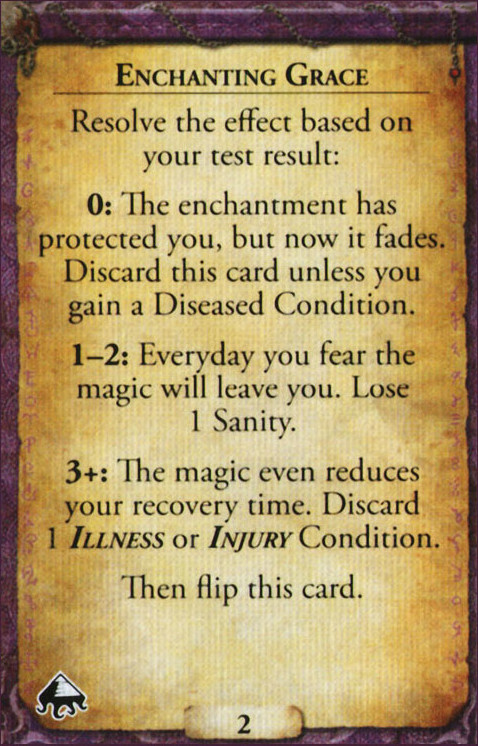 Enchanting Grace
Resolve the effect based on
your test result:
0: The enchantment has
protected you, but now it fades.
Discard this card unless you
gain a Diseased Condition.
1–2: Everyday you fear the
magic will leave you. Lose
1 Sanity.
3+: The magic even reduces
your recovery time. Discard
1 Illness or Injury Condition.
Then flip this card.
2